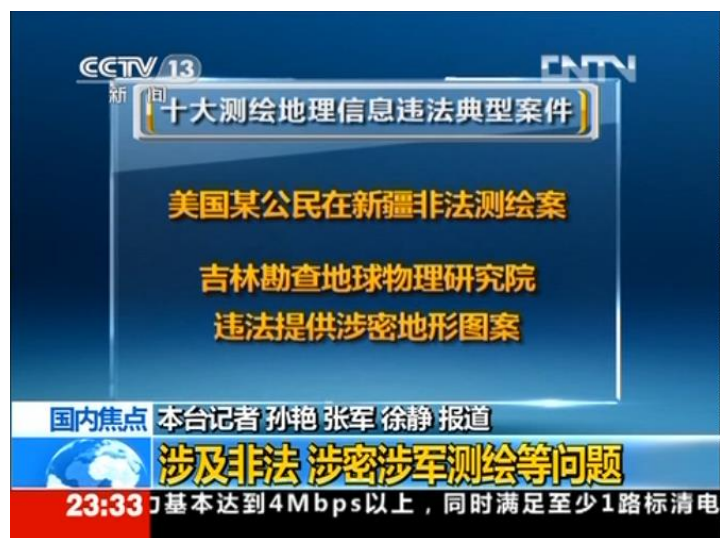 CCTV 13
新闻
CNTV
十大测绘地理信息违法典型案件
美国某公民在新疆非法测绘案
吉林勘查地球物理研究院
违法提供涉密地形图案
国内焦点
本台记者 孙艳 张军 徐静 报道
涉及非法 涉密涉军测绘等问题
23:33
力基本达到4Mbps以上，同时满足至少1路标清电